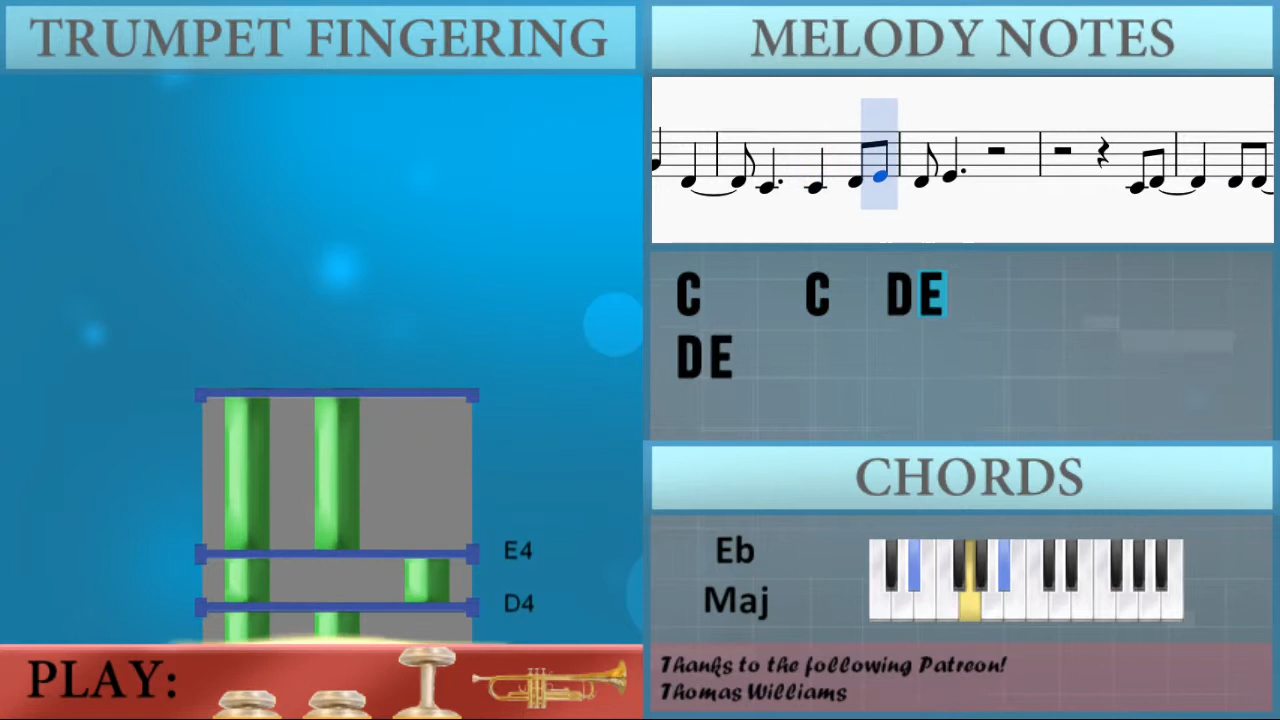 TRUMPET FINGERING
MELODY NOTES
C C DE
DE
CHORDS
Eb
Maj
E4
D4
PLAY:
Thanks to the following Patreon!
Thomas Williams